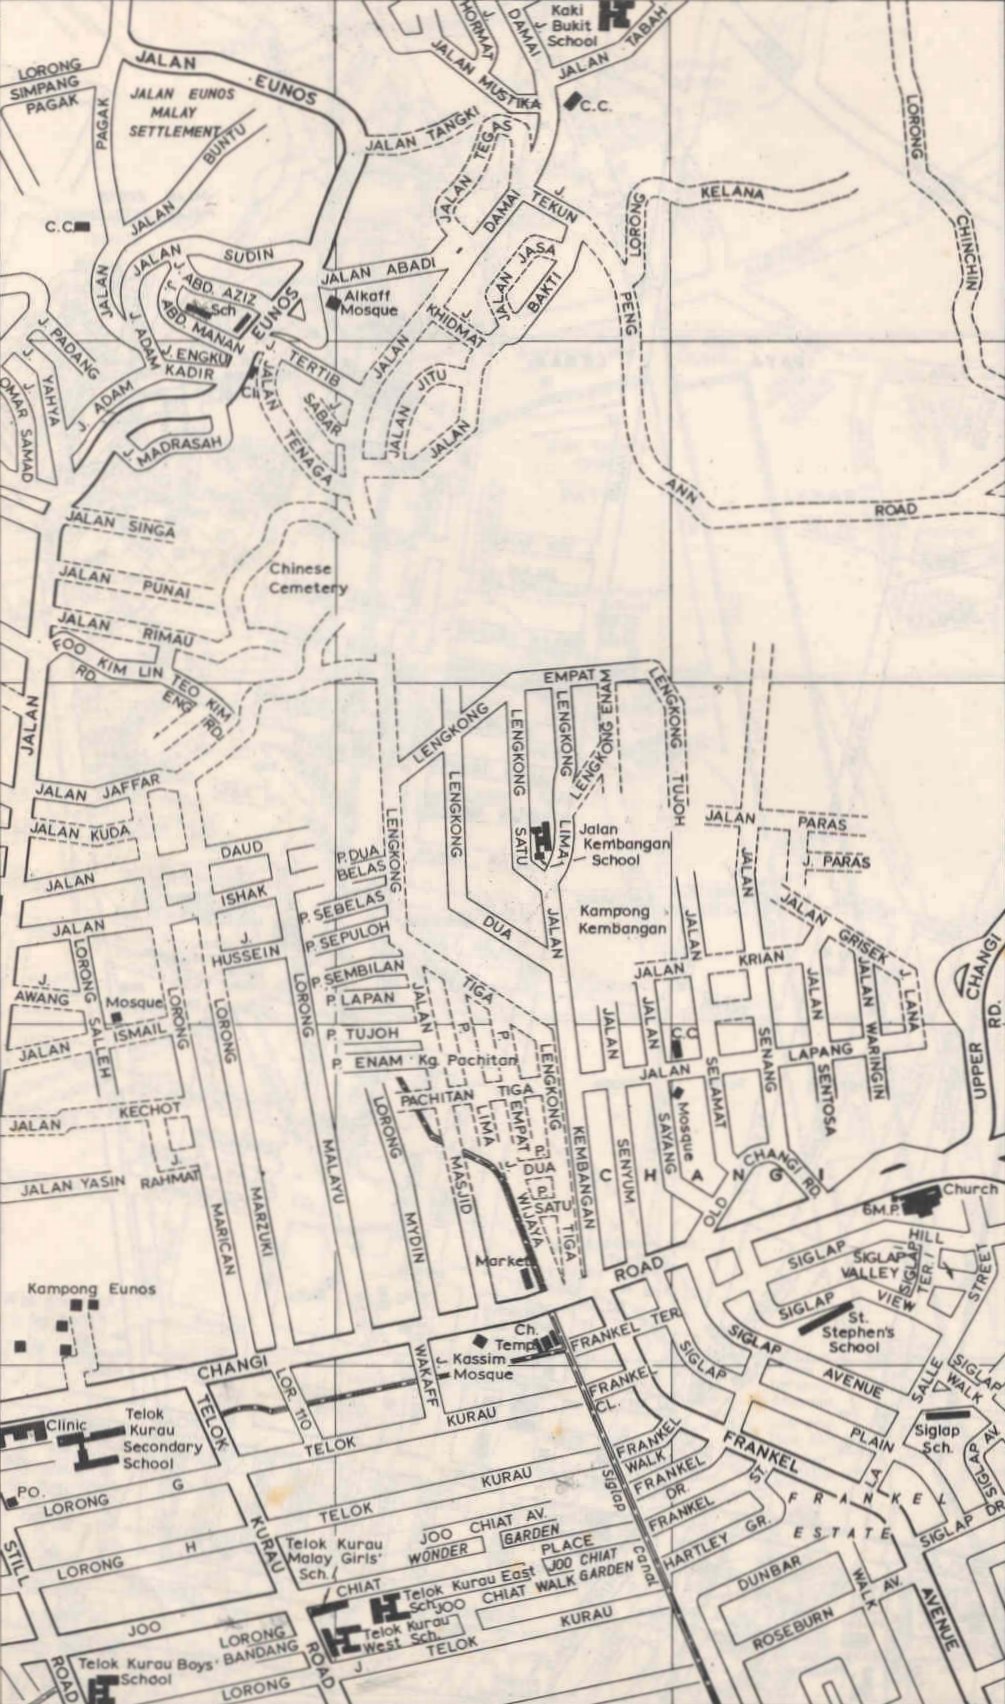 J. HORMAT
J. DAMAI
Kaki
Bukit
School
JALAN TABAH
JALAN MUSTIKA
C.C.
LORONG
SIMPANG
PAGAK
PAGAK
JALAN EUNOS
JALAN EUNOS
MALAY
SETTLEMENT
JALAN BUNTU
JALAN TANGKI
JALAN TEGAS
DAMAI
J. TEKUN
LORONG KELANA
LORONG CHINCHIN
C.C.
JALAN
JALAN SUDIN
J. ABD. AZIZ
J. ABD. MANAN
Sch
EUNOS
J. ENGKU
KADIR
J. ADAM
J. ADAM
JALAN ABADI
Alkaff
Mosque
JALAN JASA
BAKTI
J. KHIDMAT
JALAN
PENG
ANN
ROAD
J. PADANG
J. YAHYA
OMAR SAMAD
J. MADRASAH
J. TERTIB
J. SABAR
JALAN TENAGA
JALAN JITU
JALAN
JALAN SINGA
JALAN PUNAI
JALAN RIMAU
FOO KIM LIN
RD.
TEO KIM
ENG RD.
Chinese
Cemetery
JALAN
JALAN JAFFAR
JALAN KUDA
DAUD
JALAN
ISHAK
JALAN
J.
HUSSEIN
J.
AWANG
Mosque
ISMAIL
JALAN
LORONG SALLEH
LORONG
LORONG
LORONG
KECHOT
JALAN
JALAN YASIN
J.
RAHMAT
MARICAN
MARZUKI
MALAYU
LENGKONG
EMPAT
LENGKONG
LENGKONG
SATU
LENGKONG
LIMA
LENGKONG ENAM
LENGKONG TUJOH
LENGKONG
DUA
TIGA
LENGKONG
Jalan
Kembangan
School
Kampong
Kembangan
JALAN
KEMBANGAN
P. DUA
BELAS
P. SEBELAS
P. SEPULOH
P. SEMBILAN
P. LAPAN
P. TUJOH
P. ENAM
Kg. Pachitan
PACHITAN
JALAN
MASJID
LIMA
P.
EMPAT
P.
TIGA
P.
DUA
P.
SATU
J. WIJAYA
TIGA
LORONG
MYDIN
Market
JALAN PARAS
J. PARAS
JALAN
JALAN GRISEK
J. LANA
JALAN
JALAN KRIAN
JALAN SENTOSA
JALAN WARINGIN
JALAN LAPANG
SENANG
SELAMAT
JALAN
SENYUM
JALAN
SAYANG
C.C.
Mosque
UPPER CHANGI
RD.
CHANGI
OLD CHANGI RD.
Church
6M.P.
ROAD
SIGLAP HILL
SIGLAP
VALLEY
SIGLAP TER.
SIGLAP VIEW
STREET
St.
Stephen's
School
SIGLAP
AVENUE
SIGLAP
SIGLAP
WALK
SALLE
PLAIN
LA
Siglap
Sch.
SIGLAP AV.
SIGLAP DR.
FRANKEL TER.
FRANKEL
CL.
FRANKEL
WALK
FRANKEL
DR.
FRANKEL
ST.
FRANKEL
FRANKEL
ESTATE
HARTLEY GR.
DUNBAR
WALK
AV.
ROSEBURN
AVENUE
Siglap
Canal
Kampong Eunos
CHANGI
Ch.
Temp.
Kassim
Mosque
J. WAKAFF
LOR. 110
TELOK
KURAU
ROAD
Clinic
Telok
Kurau
Secondary
School
P.O.
LORONG G
LORONG H
STILL
ROAD
TELOK KURAU
TELOK KURAU
JOO CHIAT AV.
WONDER GARDEN
PLACE
JOO CHIAT
GARDEN
JOO CHIAT WALK
Telok Kurau
Malay Girls'
Sch.
CHIAT
JOO
Telok Kurau East
Sch.
Telok Kurau
West Sch.
LORONG
BANDANG
LORONG
J. TELOK KURAU
Telok Kurau Boys'
School